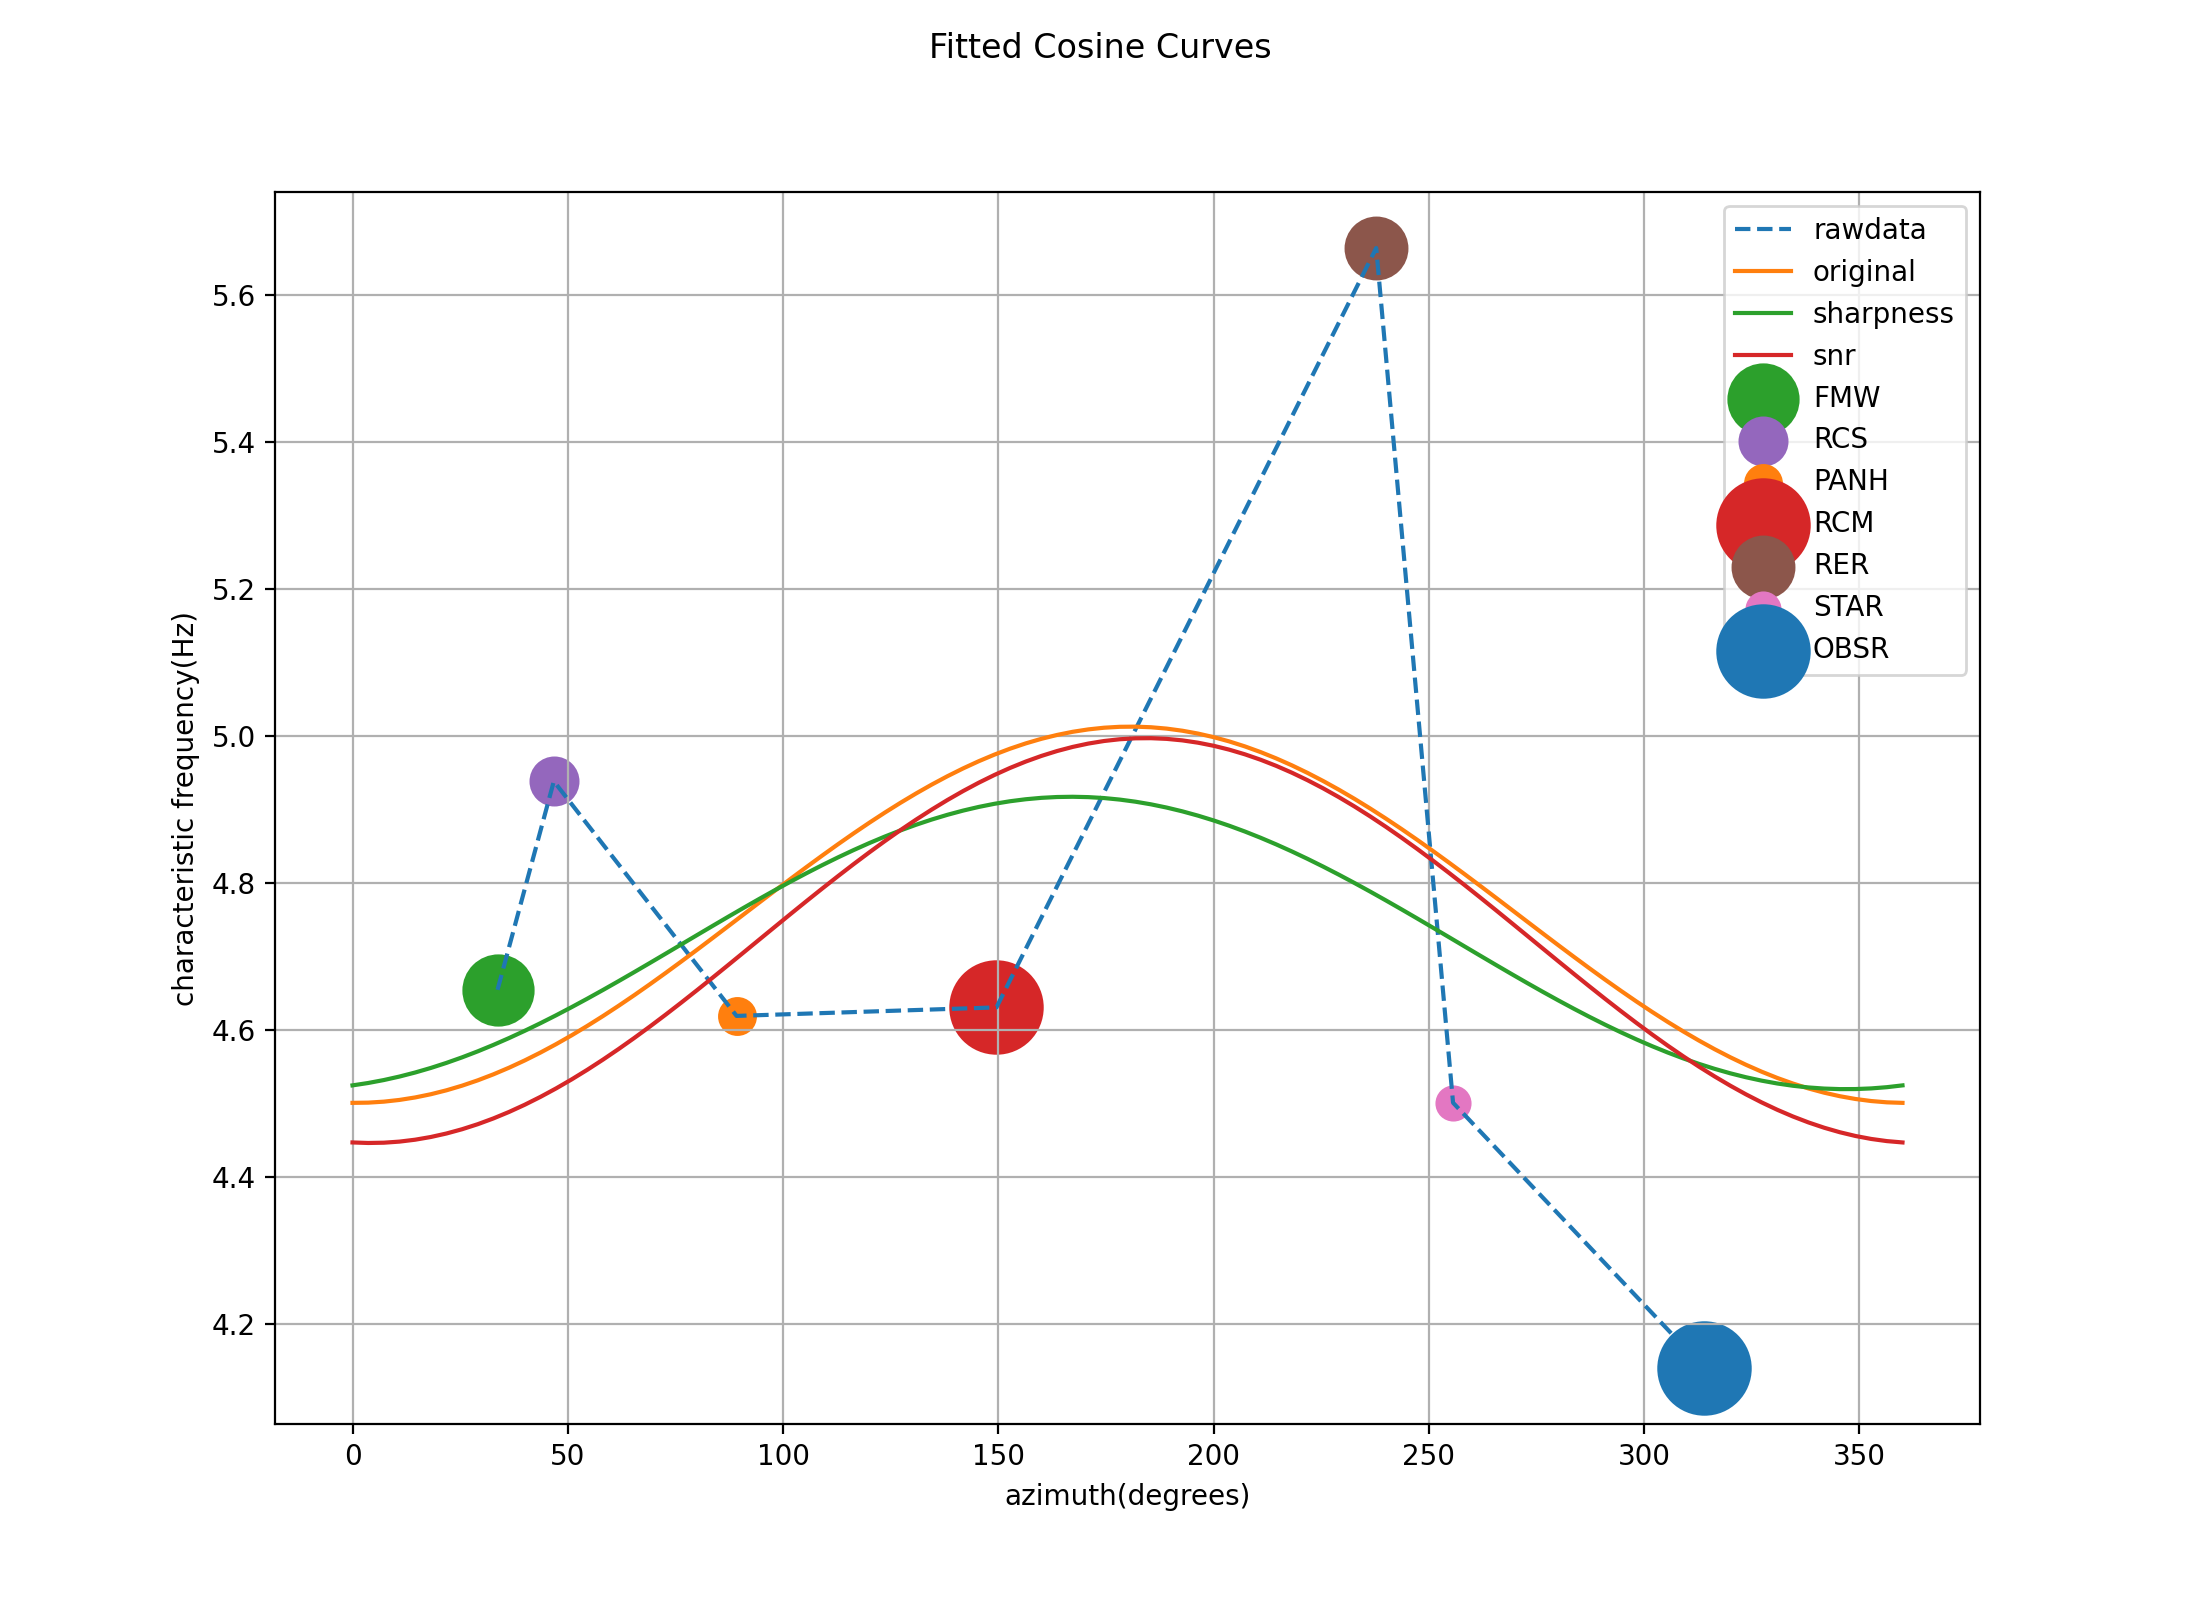 Fitted Cosine Curves
rawdata
original
sharpness
snr
FMW
RCS
PANH
RCM
RER
STAR
OBSR
5.6
5.4
5.2
5.0
4.8
4.6
4.4
4.2
characteristic frequency(Hz)
0 50 100 150 200 250 300 350
azimuth(degrees)